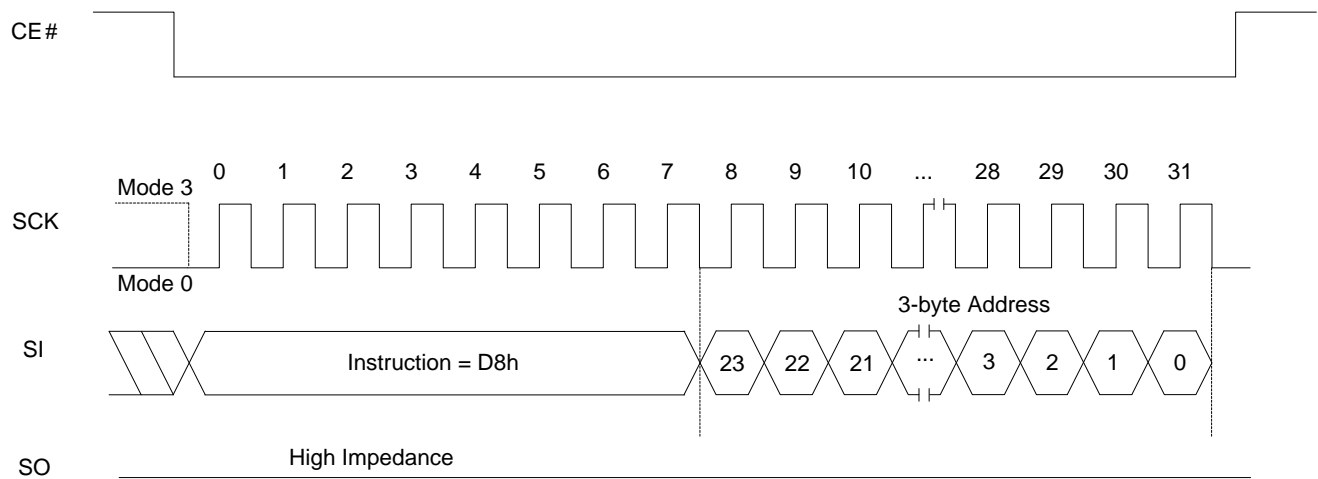 CE#
0 1 2 3 4 5 6 7 8 9 10 ... 28 29 30 31
Mode 3
SCK
Mode 0
3-byte Address
SI
Instruction = D8h
23 22 21 ... 3 2 1 0
High Impedance
SO